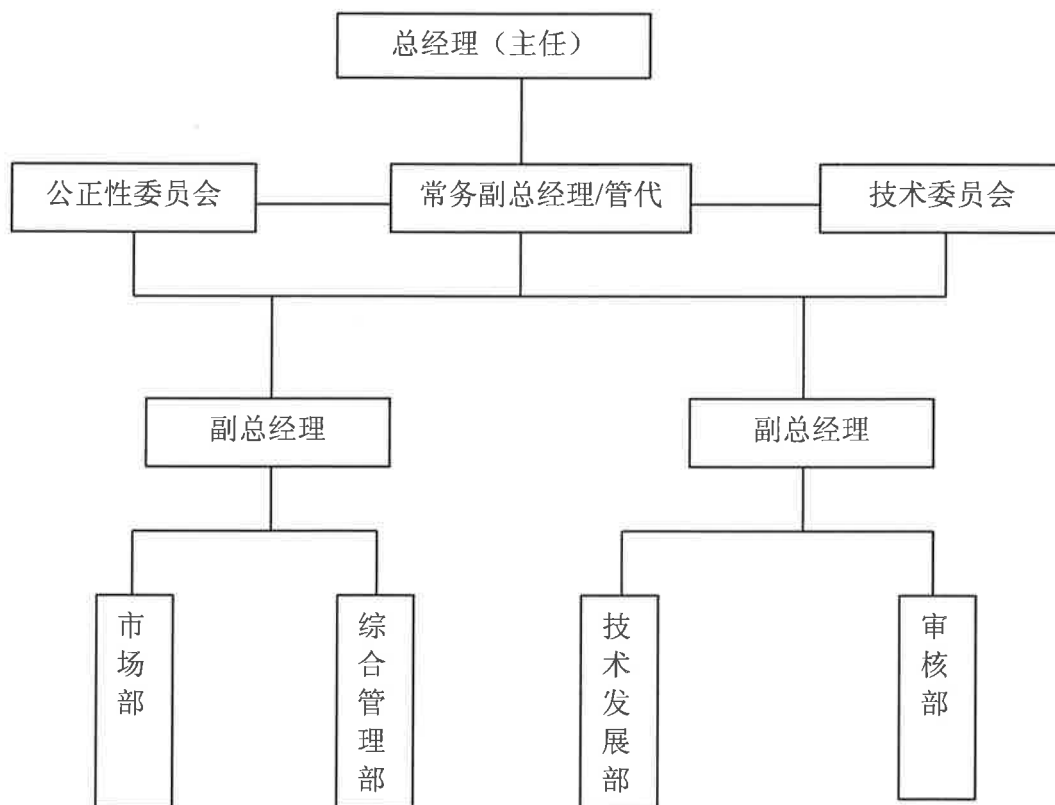 总经理（主任）
公正性委员会
常务副总经理/管代
技术委员会
副总经理
副总经理
市场部
综合管理部
技术发展部
审核部